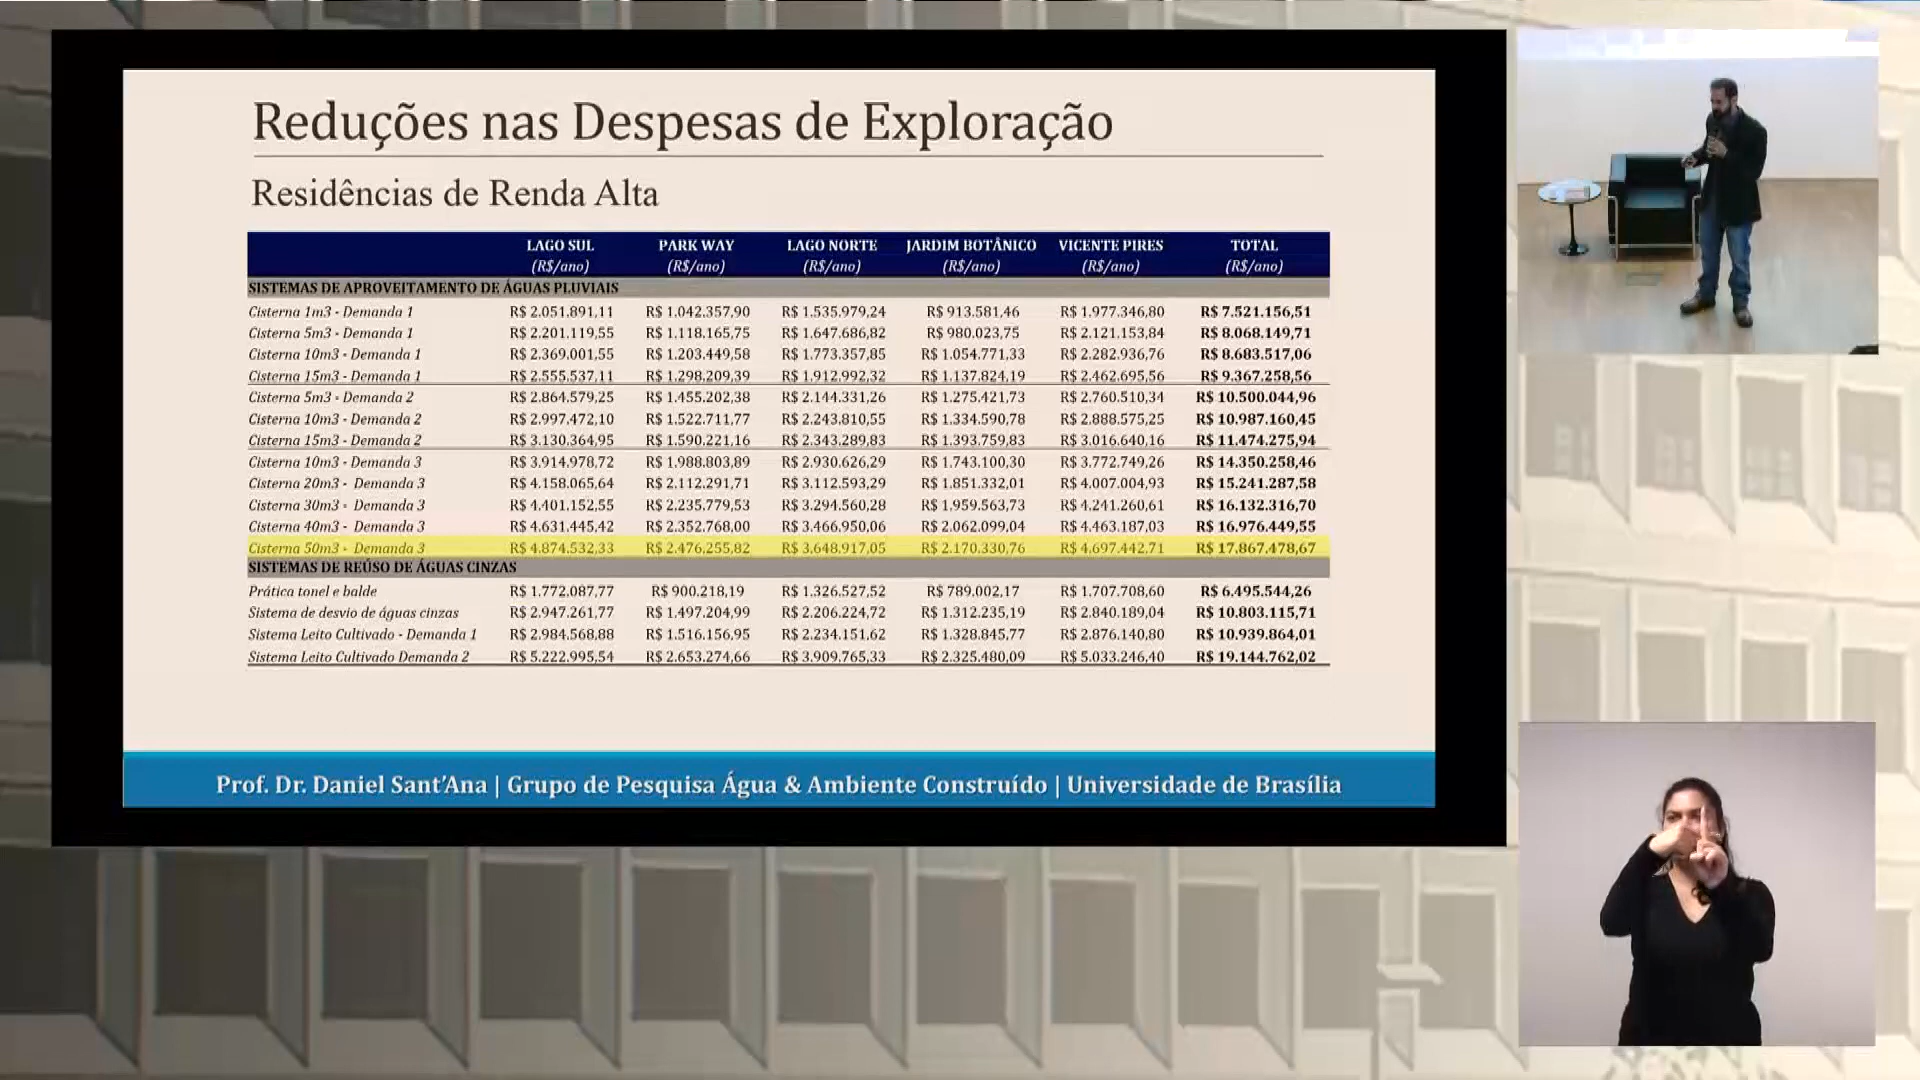 Reduções nas Despesas de Exploração
Residências de Renda Alta
LAGO SUL PARK WAY LAGO NORTE JARDIM BOTÂNICO VICENTE PIRES TOTAL
(R$/ano) (R$/ano) (R$/ano) (R$/ano) (R$/ano) (R$/ano)
SISTEMAS DE APROVEITAMENTO DE ÁGUAS PLUVIAIS
Cisterna 1m3 - Demanda 1 R$ 2.051.891,11 R$ 1.042.357,90 R$ 1.535.979,24 R$ 913.581,46 R$ 1.977.346,80 R$ 7.521.156,51
Cisterna 5m3 - Demanda 1 R$ 2.201.119,55 R$ 1.118.165,75 R$ 1.647.686,82 R$ 980.023,75 R$ 2.121.153,84 R$ 8.068.149,71
Cisterna 10m3 - Demanda 1 R$ 2.369.001,55 R$ 1.203.449,58 R$ 1.773.357,85 R$ 1.054.771,33 R$ 2.282.936,76 R$ 8.683.517,06
Cisterna 15m3 - Demanda 1 R$ 2.555.537,11 R$ 1.298.209,39 R$ 1.912.992,32 R$ 1.137.824,19 R$ 2.462.695,56 R$ 9.367.258,56
Cisterna 5m3 - Demanda 2 R$ 2.864.579,25 R$ 1.455.202,38 R$ 2.144.331,26 R$ 1.275.421,73 R$ 2.760.510,34 R$ 10.500.044,96
Cisterna 10m3 - Demanda 2 R$ 2.997.472,10 R$ 1.522.711,77 R$ 2.243.810,55 R$ 1.334.590,78 R$ 2.888.575,25 R$ 10.987.160,45
Cisterna 15m3 - Demanda 2 R$ 3.130.364,95 R$ 1.590.221,16 R$ 2.343.289,83 R$ 1.393.759,83 R$ 3.016.640,16 R$ 11.474.275,94
Cisterna 10m3 - Demanda 3 R$ 3.914.978,72 R$ 1.988.803,89 R$ 2.930.626,29 R$ 1.743.100,30 R$ 3.772.749,26 R$ 14.350.258,46
Cisterna 20m3 - Demanda 3 R$ 4.158.065,64 R$ 2.112.291,71 R$ 3.112.593,29 R$ 1.851.332,01 R$ 4.007.004,93 R$ 15.241.287,58
Cisterna 30m3 - Demanda 3 R$ 4.401.152,55 R$ 2.235.779,53 R$ 3.294.560,28 R$ 1.959.563,73 R$ 4.241.260,61 R$ 16.132.316,70
Cisterna 40m3 - Demanda 3 R$ 4.631.445,42 R$ 2.352.768,00 R$ 3.466.950,06 R$ 2.062.099,04 R$ 4.463.187,03 R$ 16.976.449,55
Cisterna 50m3 - Demanda 3 R$ 4.874.532,33 R$ 2.476.255,82 R$ 3.648.917,05 R$ 2.170.330,76 R$ 4.697.442,71 R$ 17.867.478,67
SISTEMAS DE REÚSO DE ÁGUAS CINZAS
Prática tonel e balde R$ 1.772.087,77 R$ 900.218,19 R$ 1.326.527,52 R$ 789.002,17 R$ 1.707.708,60 R$ 6.495.544,26
Sistema de desvio de águas cinzas R$ 2.947.261,77 R$ 1.497.204,99 R$ 2.206.224,72 R$ 1.312.235,19 R$ 2.840.189,04 R$ 10.803.115,71
Sistema Leito Cultivado - Demanda 1 R$ 2.984.568,88 R$ 1.516.156,95 R$ 2.234.151,62 R$ 1.328.845,77 R$ 2.876.140,80 R$ 10.939.864,01
Sistema Leito Cultivado Demanda 2 R$ 5.222.995,54 R$ 2.653.274,66 R$ 3.909.765,33 R$ 2.325.480,09 R$ 5.033.246,40 R$ 19.144.762,02
Prof. Dr. Daniel Sant'Ana | Grupo de Pesquisa Água & Ambiente Construído | Universidade de Brasília